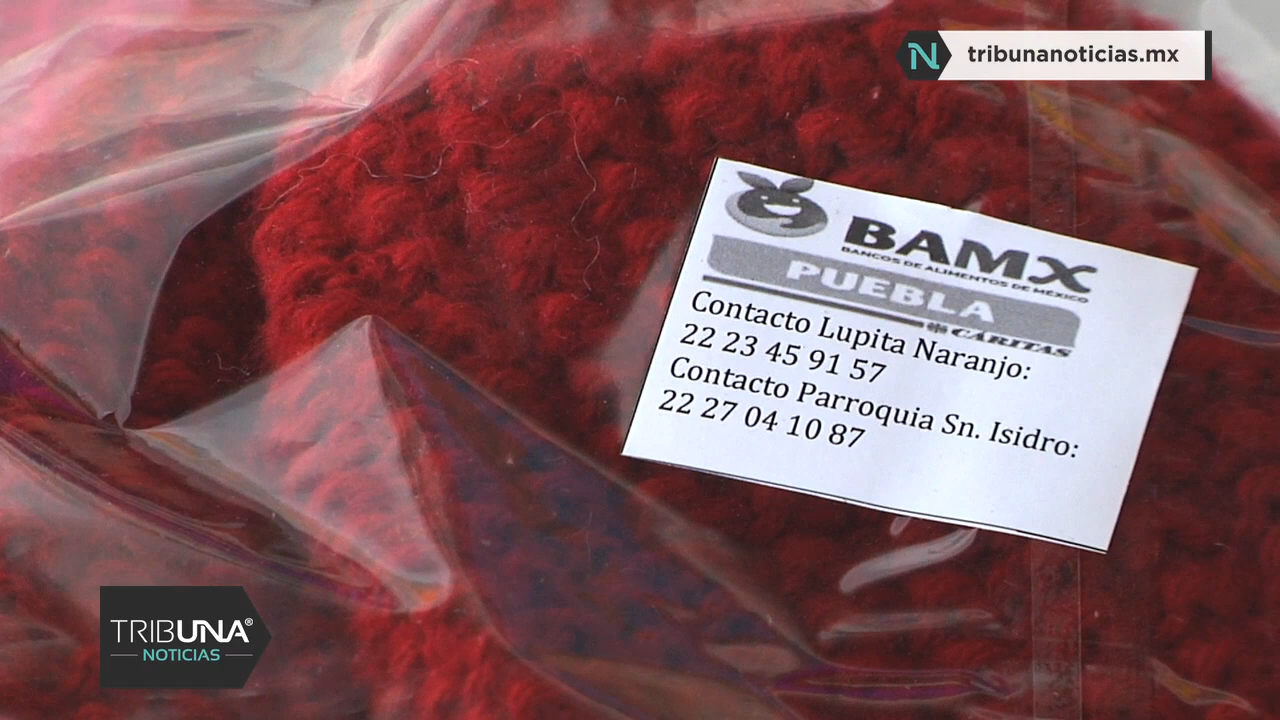 tribunanoticias.mx
BAMX
BANCOS DE ALIMENTOS DE MÉXICO
PUEBLA
CÁRITAS
Contacto Lupita Naranjo:
22 23 45 91 57
Contacto Parroquia Sn. Isidro:
22 27 04 10 87
TRIBUNA®
NOTICIAS